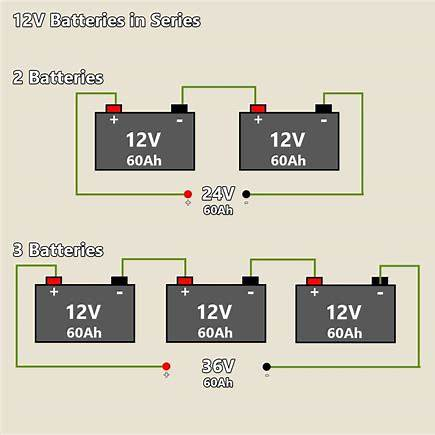 12V Batteries in Series
2 Batteries
+ - + -
12V 12V
60Ah 60Ah
24V
+ 60Ah -
3 Batteries
+ - + - + -
12V 12V 12V
60Ah 60Ah 60Ah
36V
+ 60Ah -